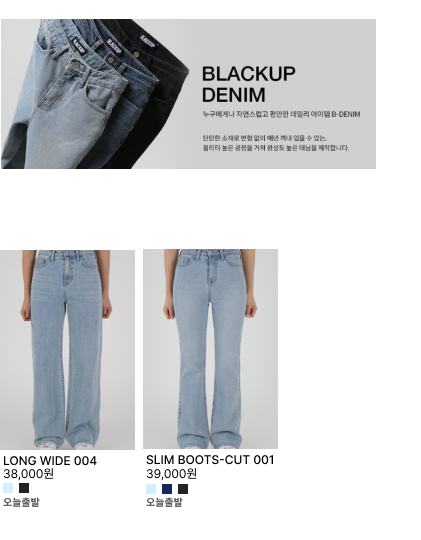 BLACKUP
DENIM
누구에게나 자연스럽고 편안한 데일리 아이템 B-DENIM
탄탄한 소재로 변형 없이 매년 꺼내 입을 수 있는,
퀄리티 높은 공정을 거쳐 완성도 높은 데님을 제작합니다.
LONG WIDE 004
38,000원
오늘출발
SLIM BOOTS-CUT 001
39,000원
오늘출발